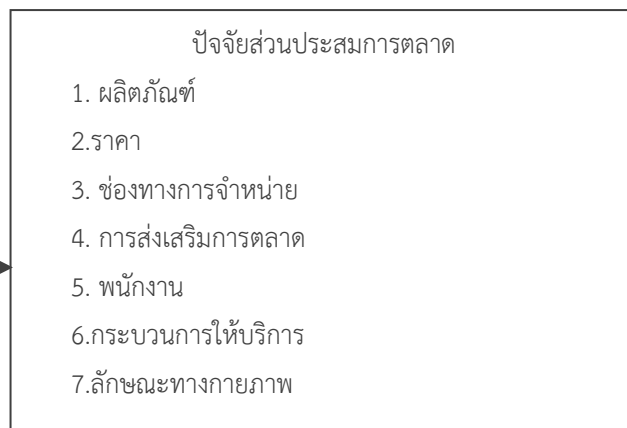 ปัจจัยส่วนประสมการตลาด
1. ผลิตภัณฑ์
2.ราคา
3. ช่องทางการจำหน่าย
4. การส่งเสริมการตลาด
5. พนักงาน
6.กระบวนการให้บริการ
7.ลักษณะทางกายภาพ